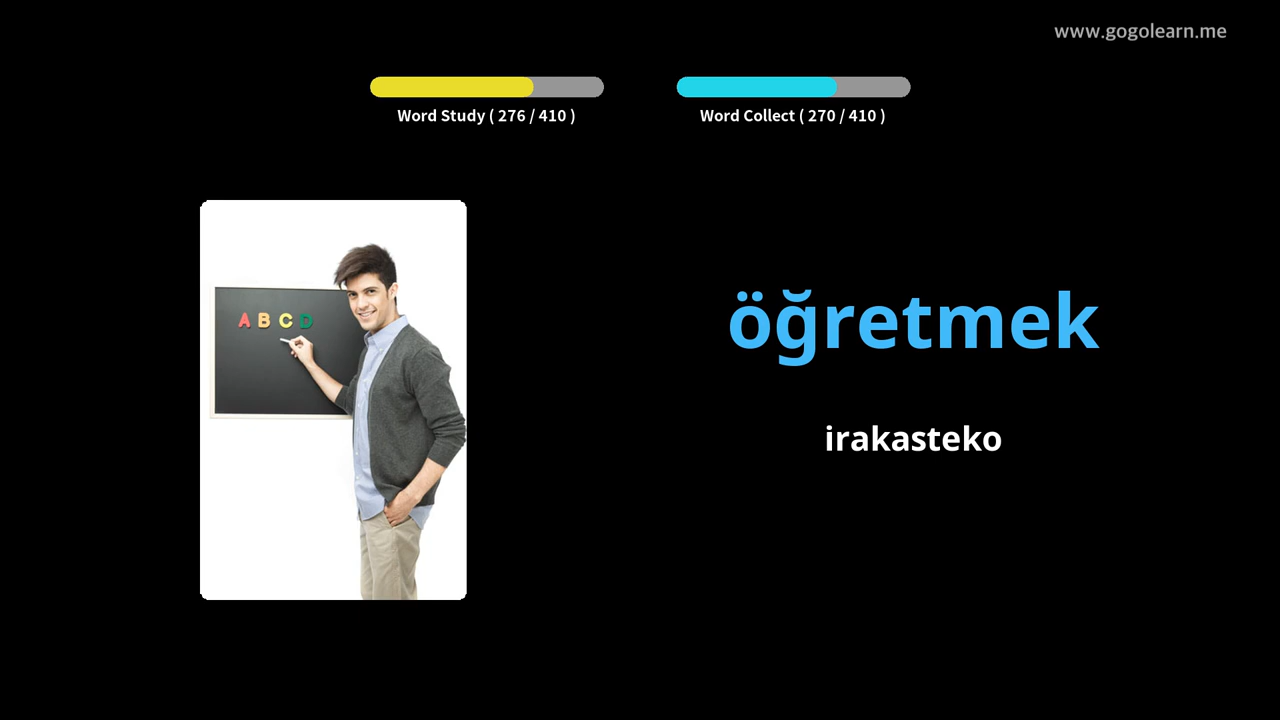 www.gogolearn.me
Word Study ( 276 / 410 )
Word Collect ( 270 / 410 )
A B C D
öğretmek
irakasteko